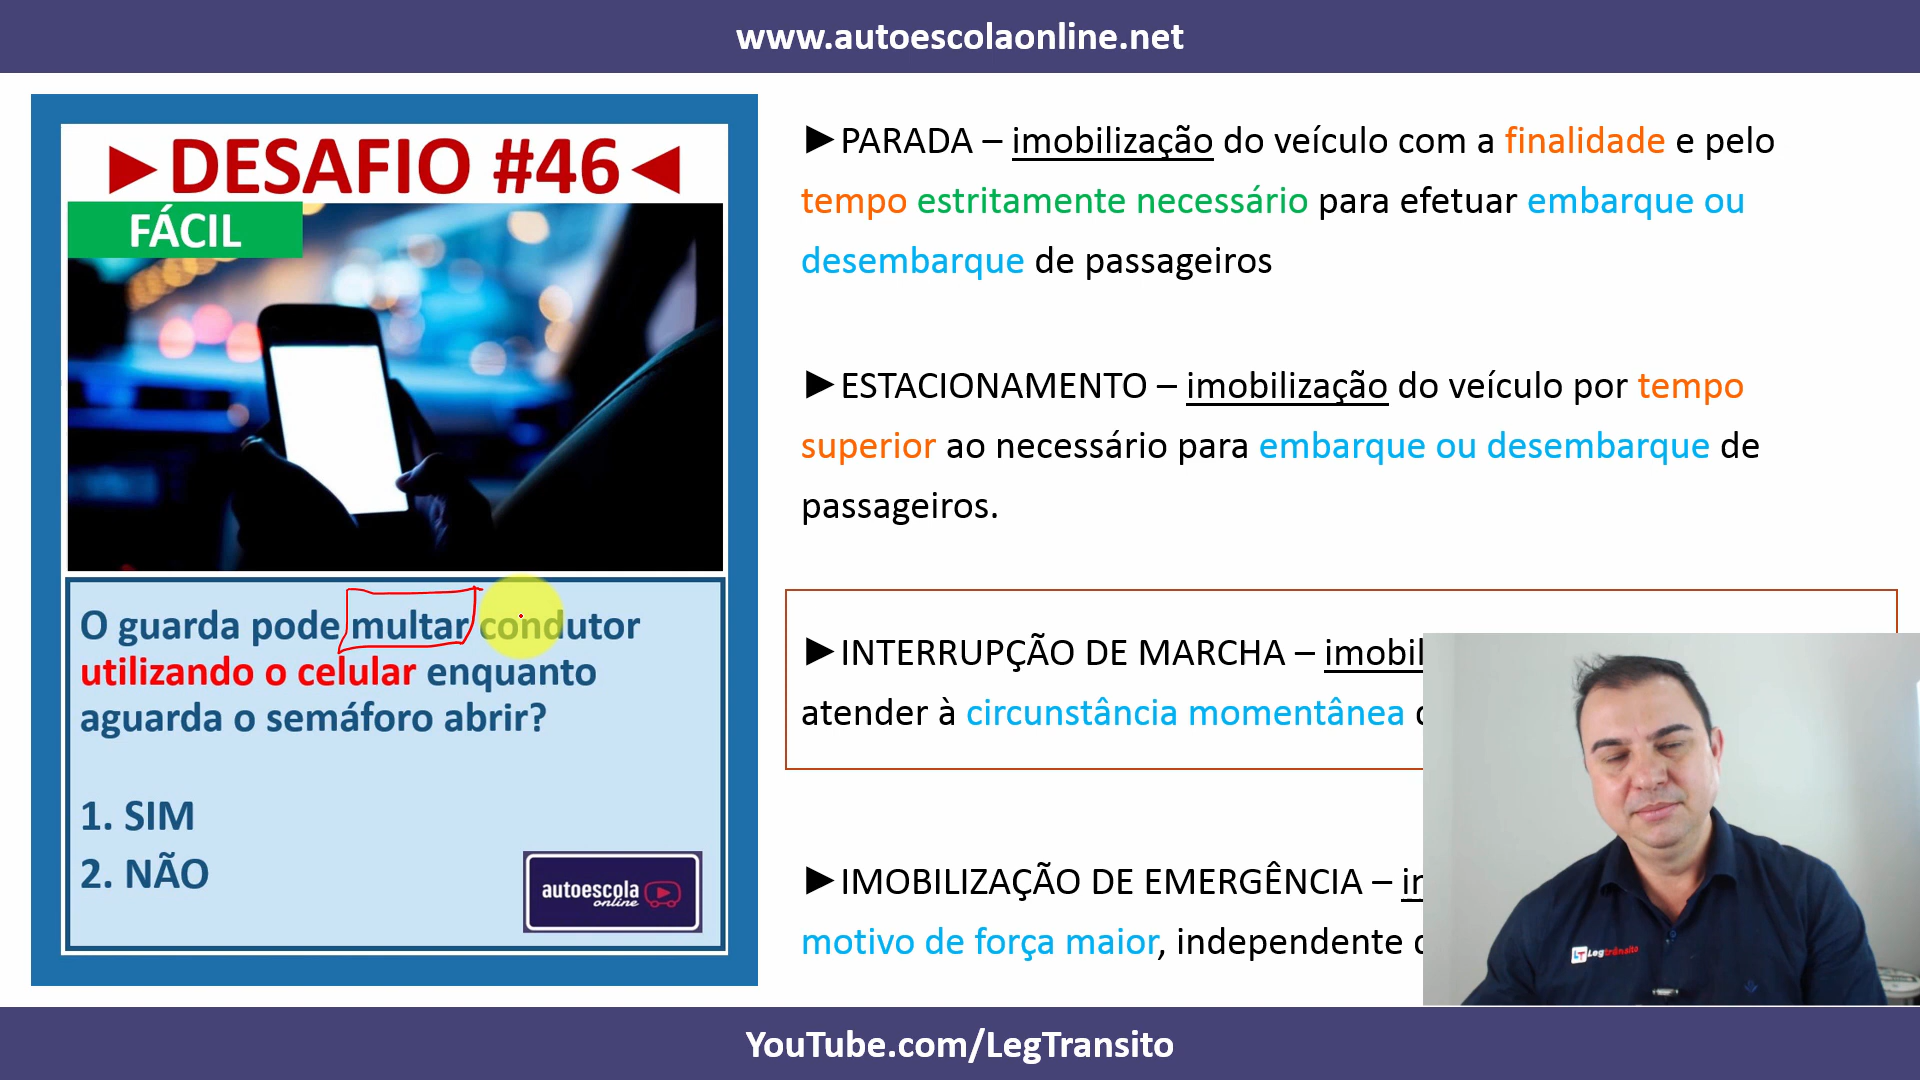 www.autoescolaonline.net
►DESAFIO #46◄
FÁCIL
O guarda pode multar condutor
utilizando o celular enquanto
aguarda o semáforo abrir?
1. SIM
2. NÃO
autoescola
online
►PARADA – imobilização do veículo com a finalidade e pelo
tempo estritamente necessário para efetuar embarque ou
desembarque de passageiros
►ESTACIONAMENTO – imobilização do veículo por tempo
superior ao necessário para embarque ou desembarque de
passageiros.
►INTERRUPÇÃO DE MARCHA – imobil
atender à circunstância momentânea
►IMOBILIZAÇÃO DE EMERGÊNCIA –
motivo de força maior, independente
Legtrânsito
YouTube.com/LegTransito